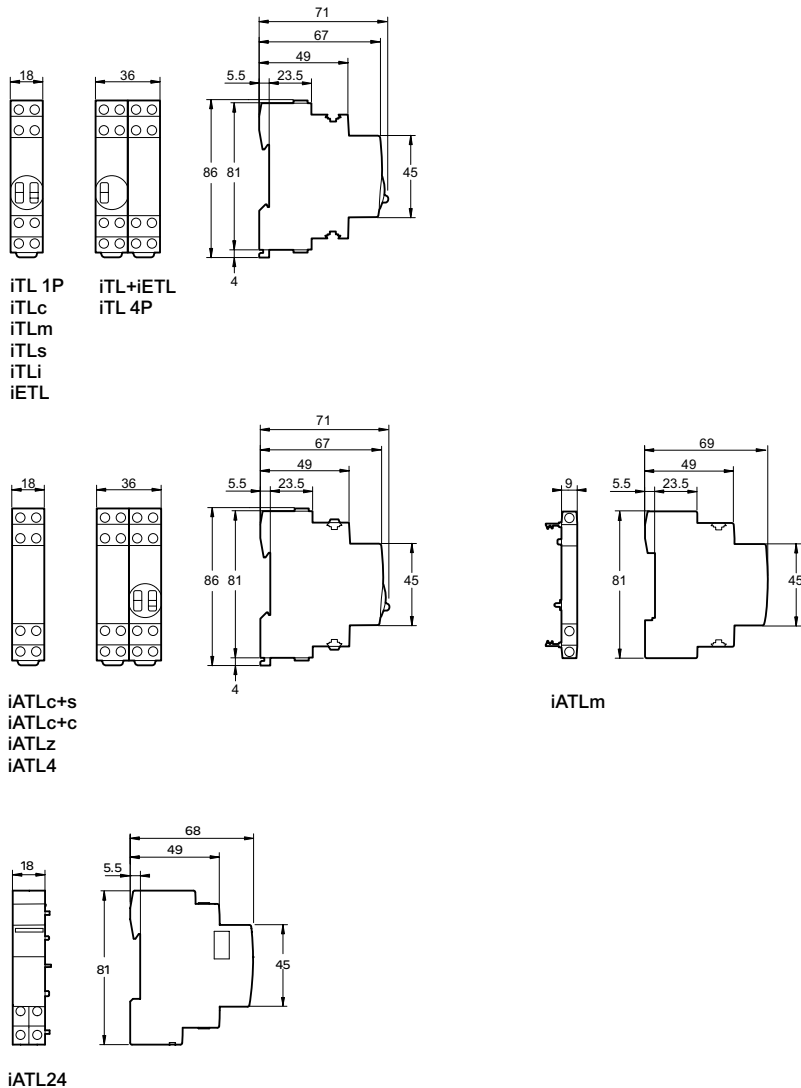 71
67
49
18
36
5.5
23.5
86
81
45
4
iTL 1P
iTLc
iTLm
iTLs
iTLi
iETL
iTL+iETL
iTL 4P
71
67
49
18
36
5.5
23.5
86
81
45
4
iATLc+s
iATLc+c
iATLz
iATL4
69
49
9
5.5
23.5
81
45
iATLm
68
49
18
5.5
81
45
iATL24